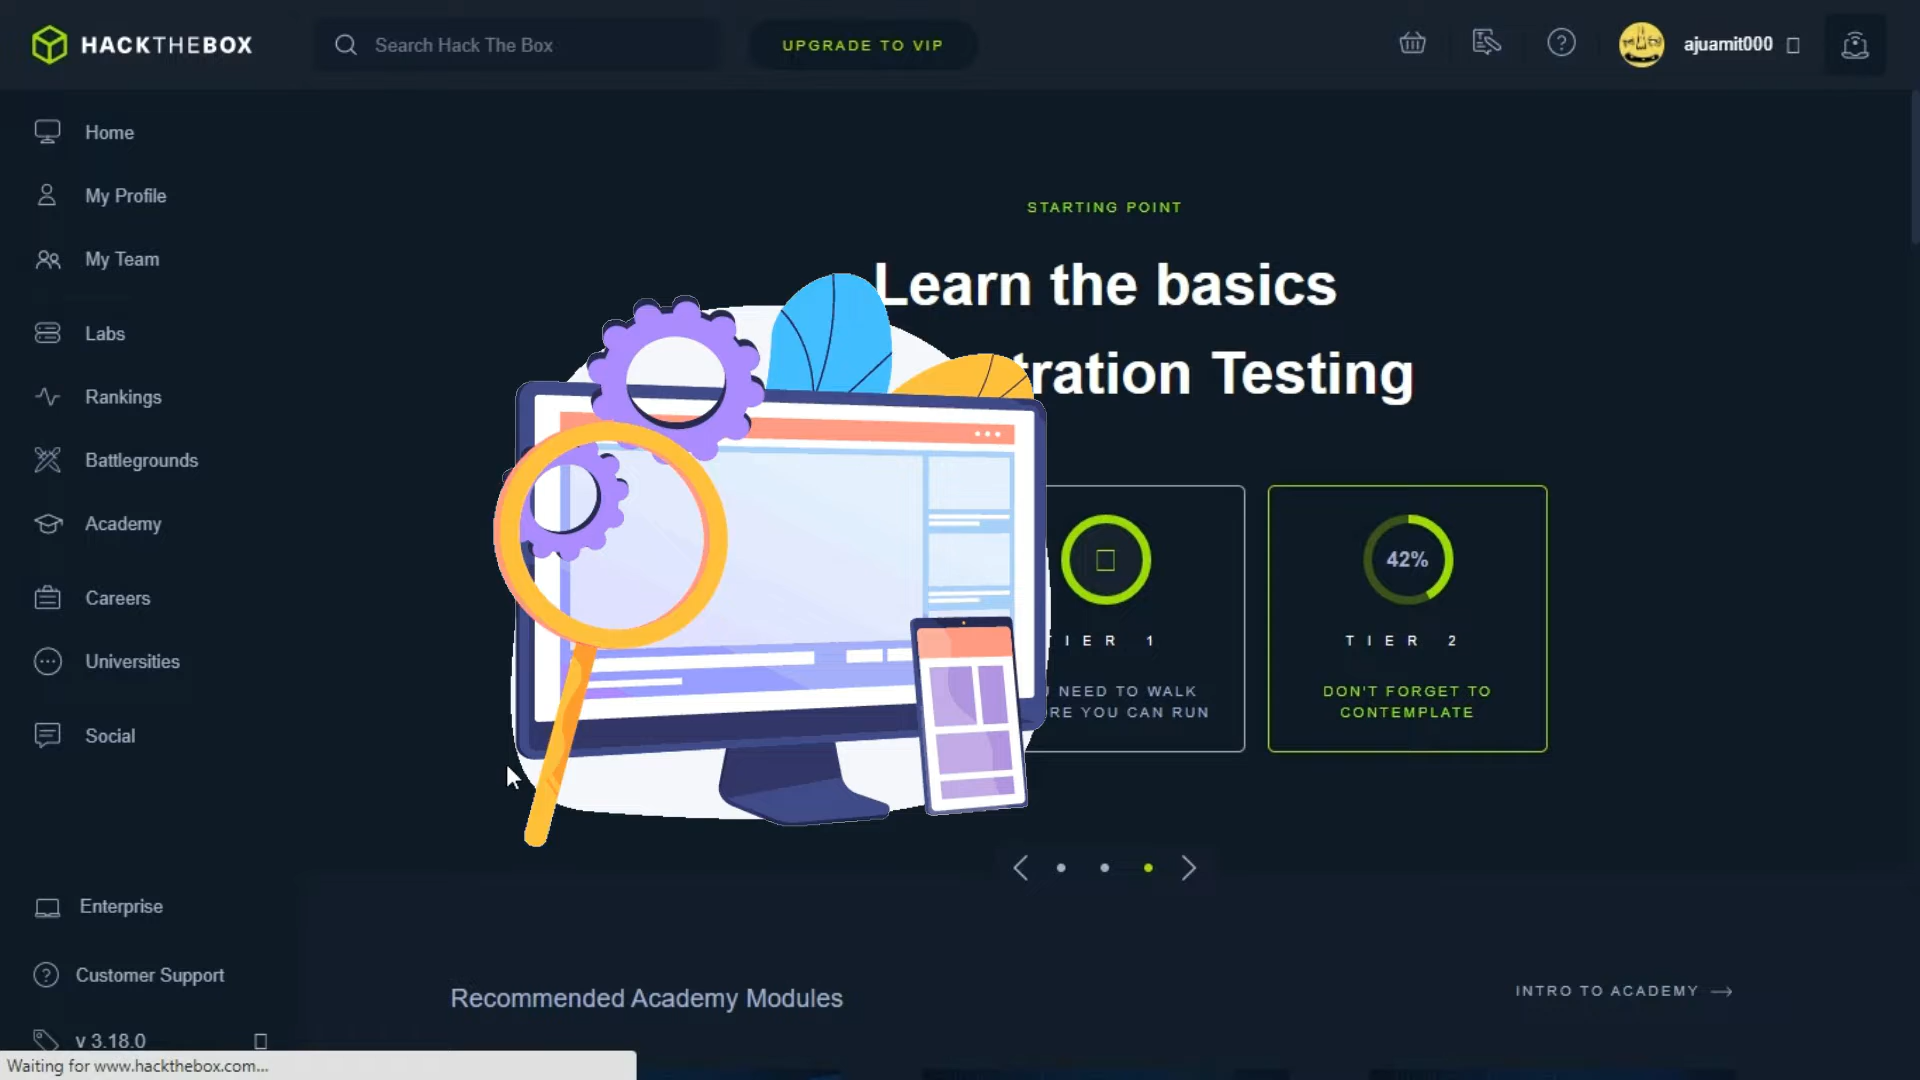 HACKTHEBOX
Search Hack The Box
UPGRADE TO VIP
ajuamit000
Home
My Profile
My Team
Labs
Rankings
Battlegrounds
Academy
Careers
Universities
Social
Enterprise
Customer Support
v 3.18.0
STARTING POINT
Learn the basics
tration Testing
TIER 1
NEED TO WALK
RE YOU CAN RUN
42%
TIER 2
DON'T FORGET TO
CONTEMPLATE
Recommended Academy Modules
INTRO TO ACADEMY
Waiting for www.hackthebox.com...